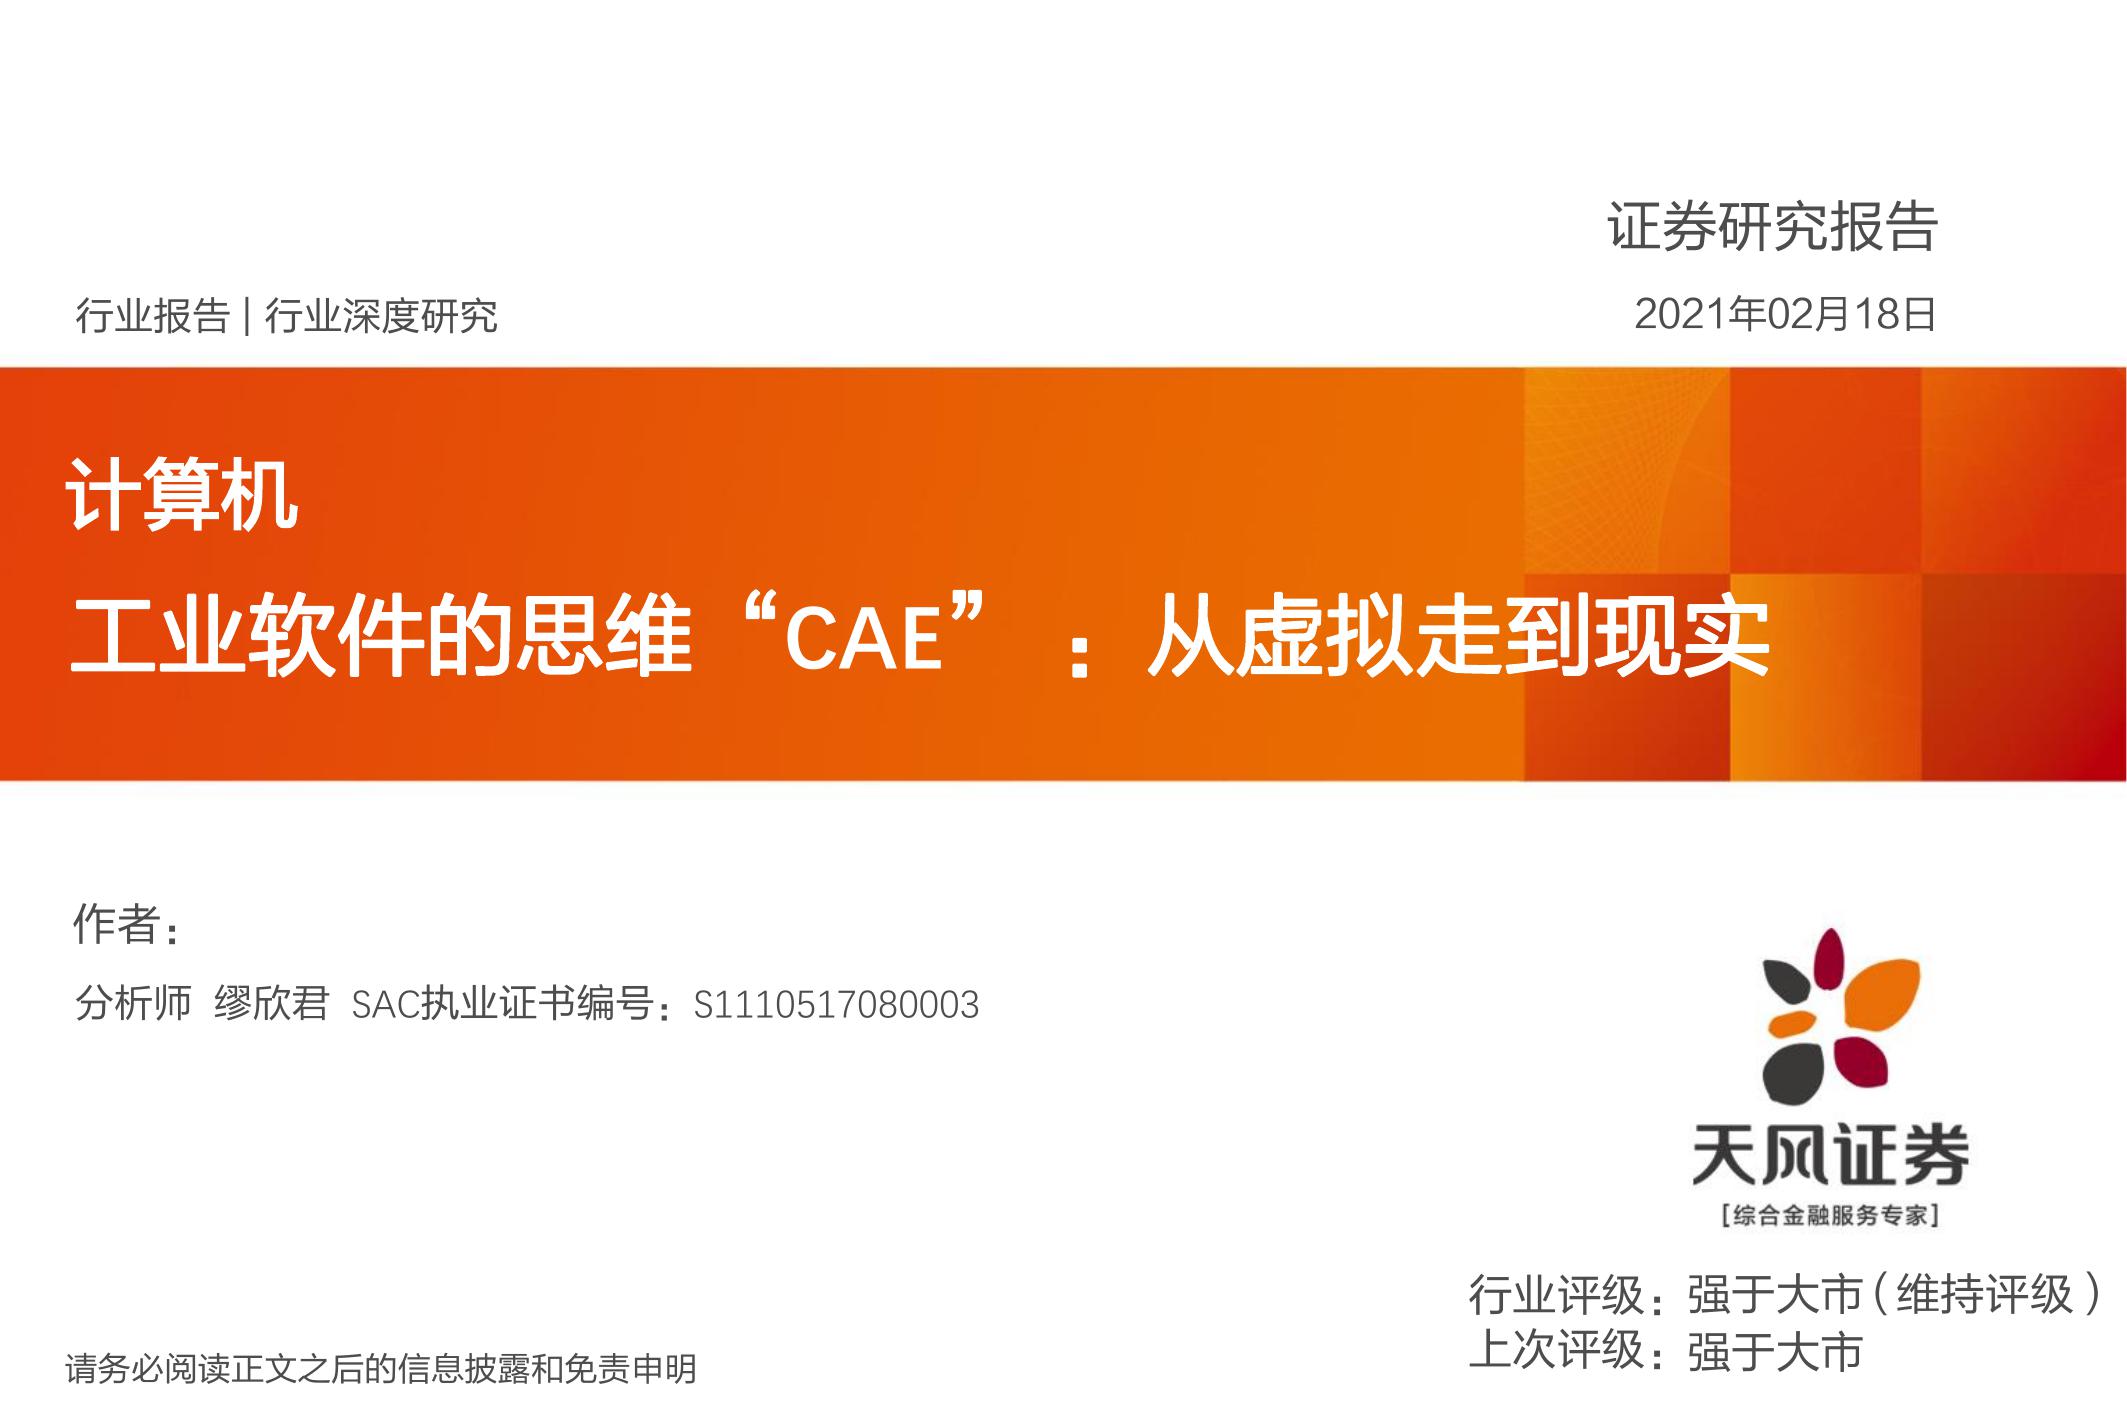 证券研究报告
行业报告 | 行业深度研究
2021年02月18日
计算机
工业软件的思维“CAE”：从虚拟走到现实
作者：
分析师 缪欣君 SAC执业证书编号：S1110517080003
天风证券
[综合金融服务专家]
行业评级：强于大市（维持评级）
上次评级：强于大市
请务必阅读正文之后的信息披露和免责申明